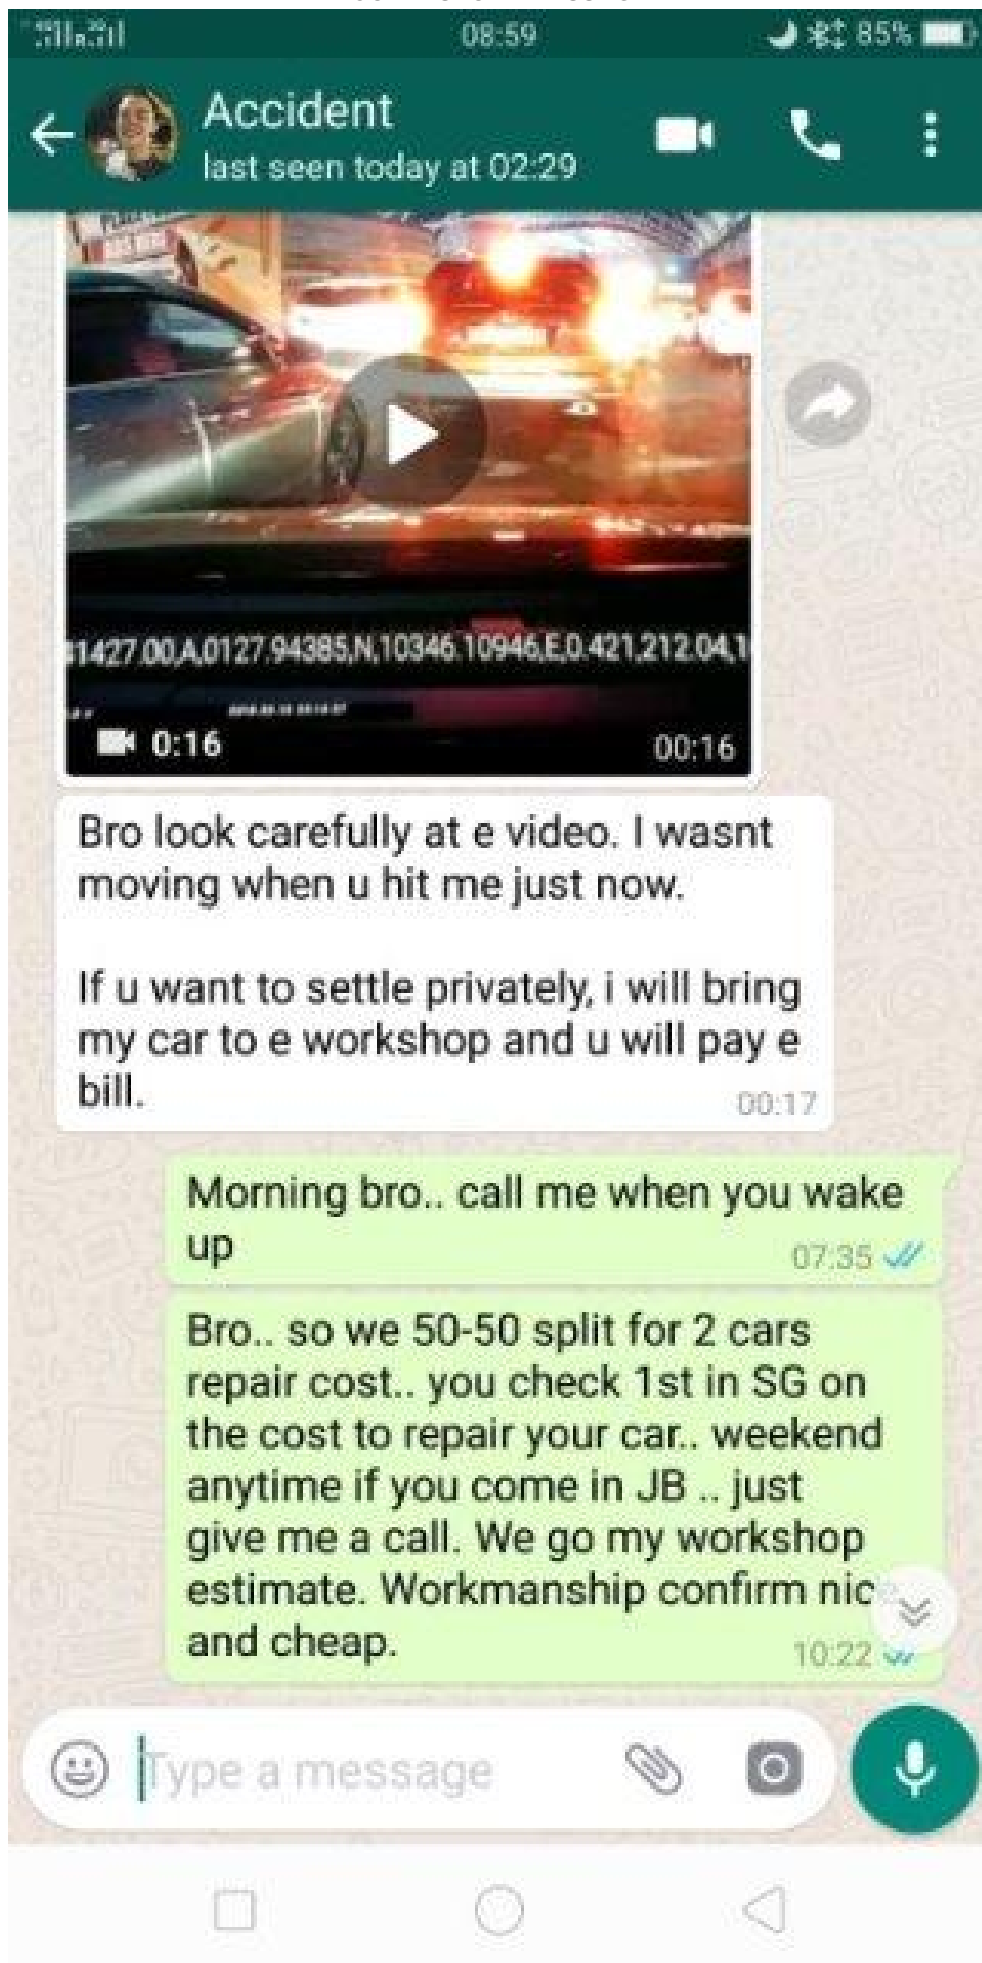 08:59
85%
Accident
last seen today at 02:29
31427.00,A,0127.94385,N,10346.10946,E,0.421,212.04,1
0:16
00:16
Bro look carefully at e video. I wasnt
moving when u hit me just now.
If u want to settle privately, i will bring
my car to e workshop and u will pay e
bill.
00:17
Morning bro.. call me when you wake
up
07:35
Bro.. so we 50-50 split for 2 cars
repair cost.. you check 1st in SG on
the cost to repair your car.. weekend
anytime if you come in JB .. just
give me a call. We go my workshop
estimate. Workmanship confirm nice
and cheap.
10:22
Type a message